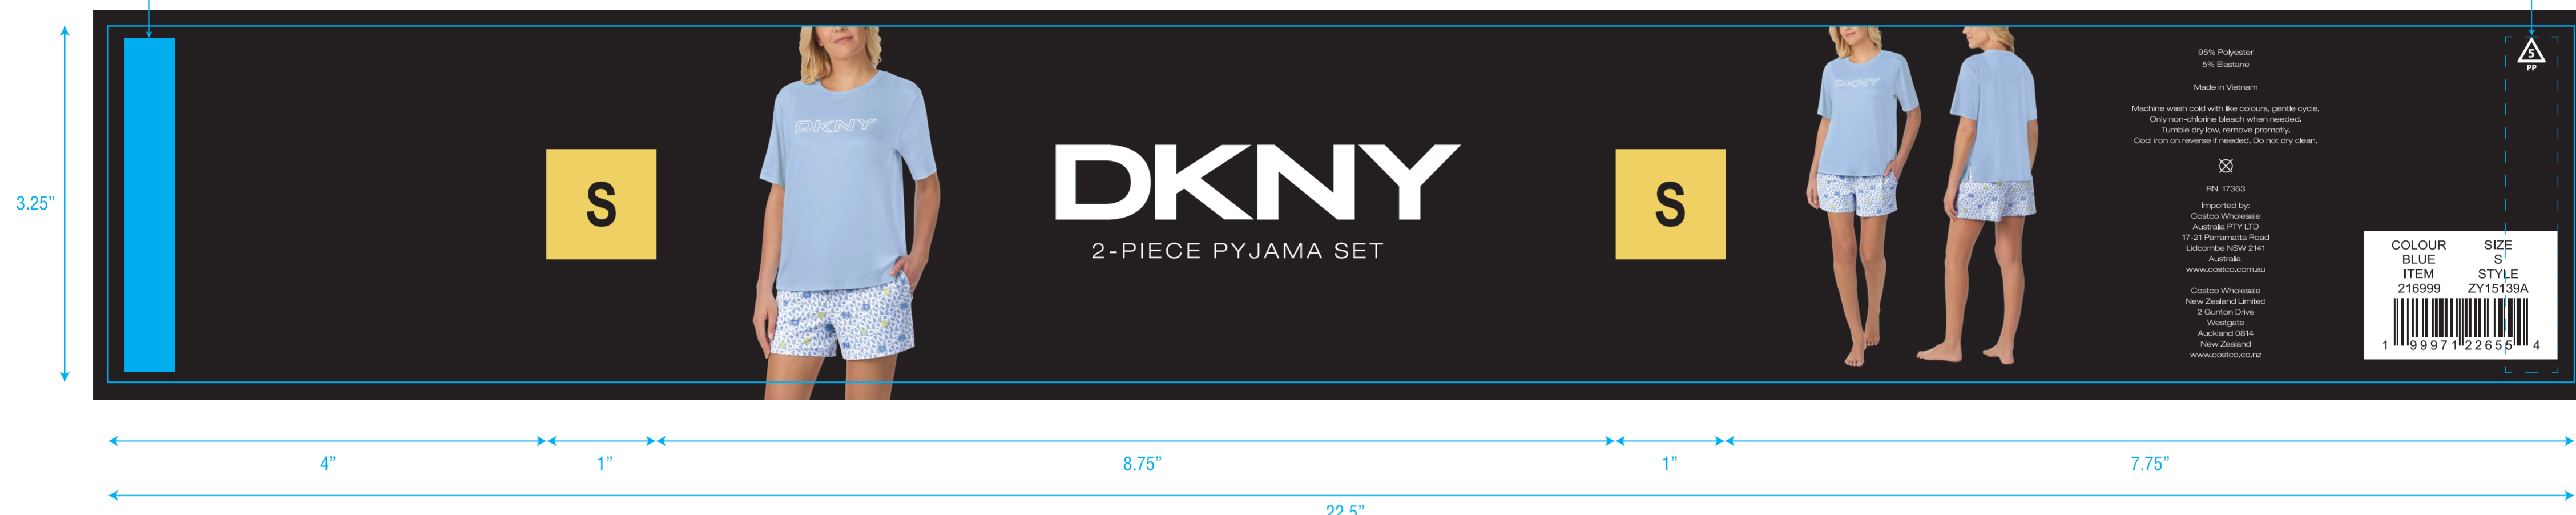 3.25”
S
DKNY
DKNY
2-PIECE PYJAMA SET
S
DKNY
95% Polyester
5% Elastane
Made in Vietnam
Machine wash cold with like colours, gentle cycle.
Only non-chlorine bleach when needed.
Tumble dry low, remove promptly.
Cool iron on reverse if needed. Do not dry clean.
RN 17363
Imported by:
Costco Wholesale
Australia PTY LTD
17-21 Parramatta Road
Lidcombe NSW 2141
Australia
www.costco.com.au
Costco Wholesale
New Zealand Limited
2 Gunton Drive
Westgate
Auckland 0814
New Zealand
www.costco.co.nz
5
PP
COLOUR SIZE
BLUE S
ITEM STYLE
216999 ZY15139A
1 99971 22655 4
4” 1” 8.75” 1” 7.75”
22.5”